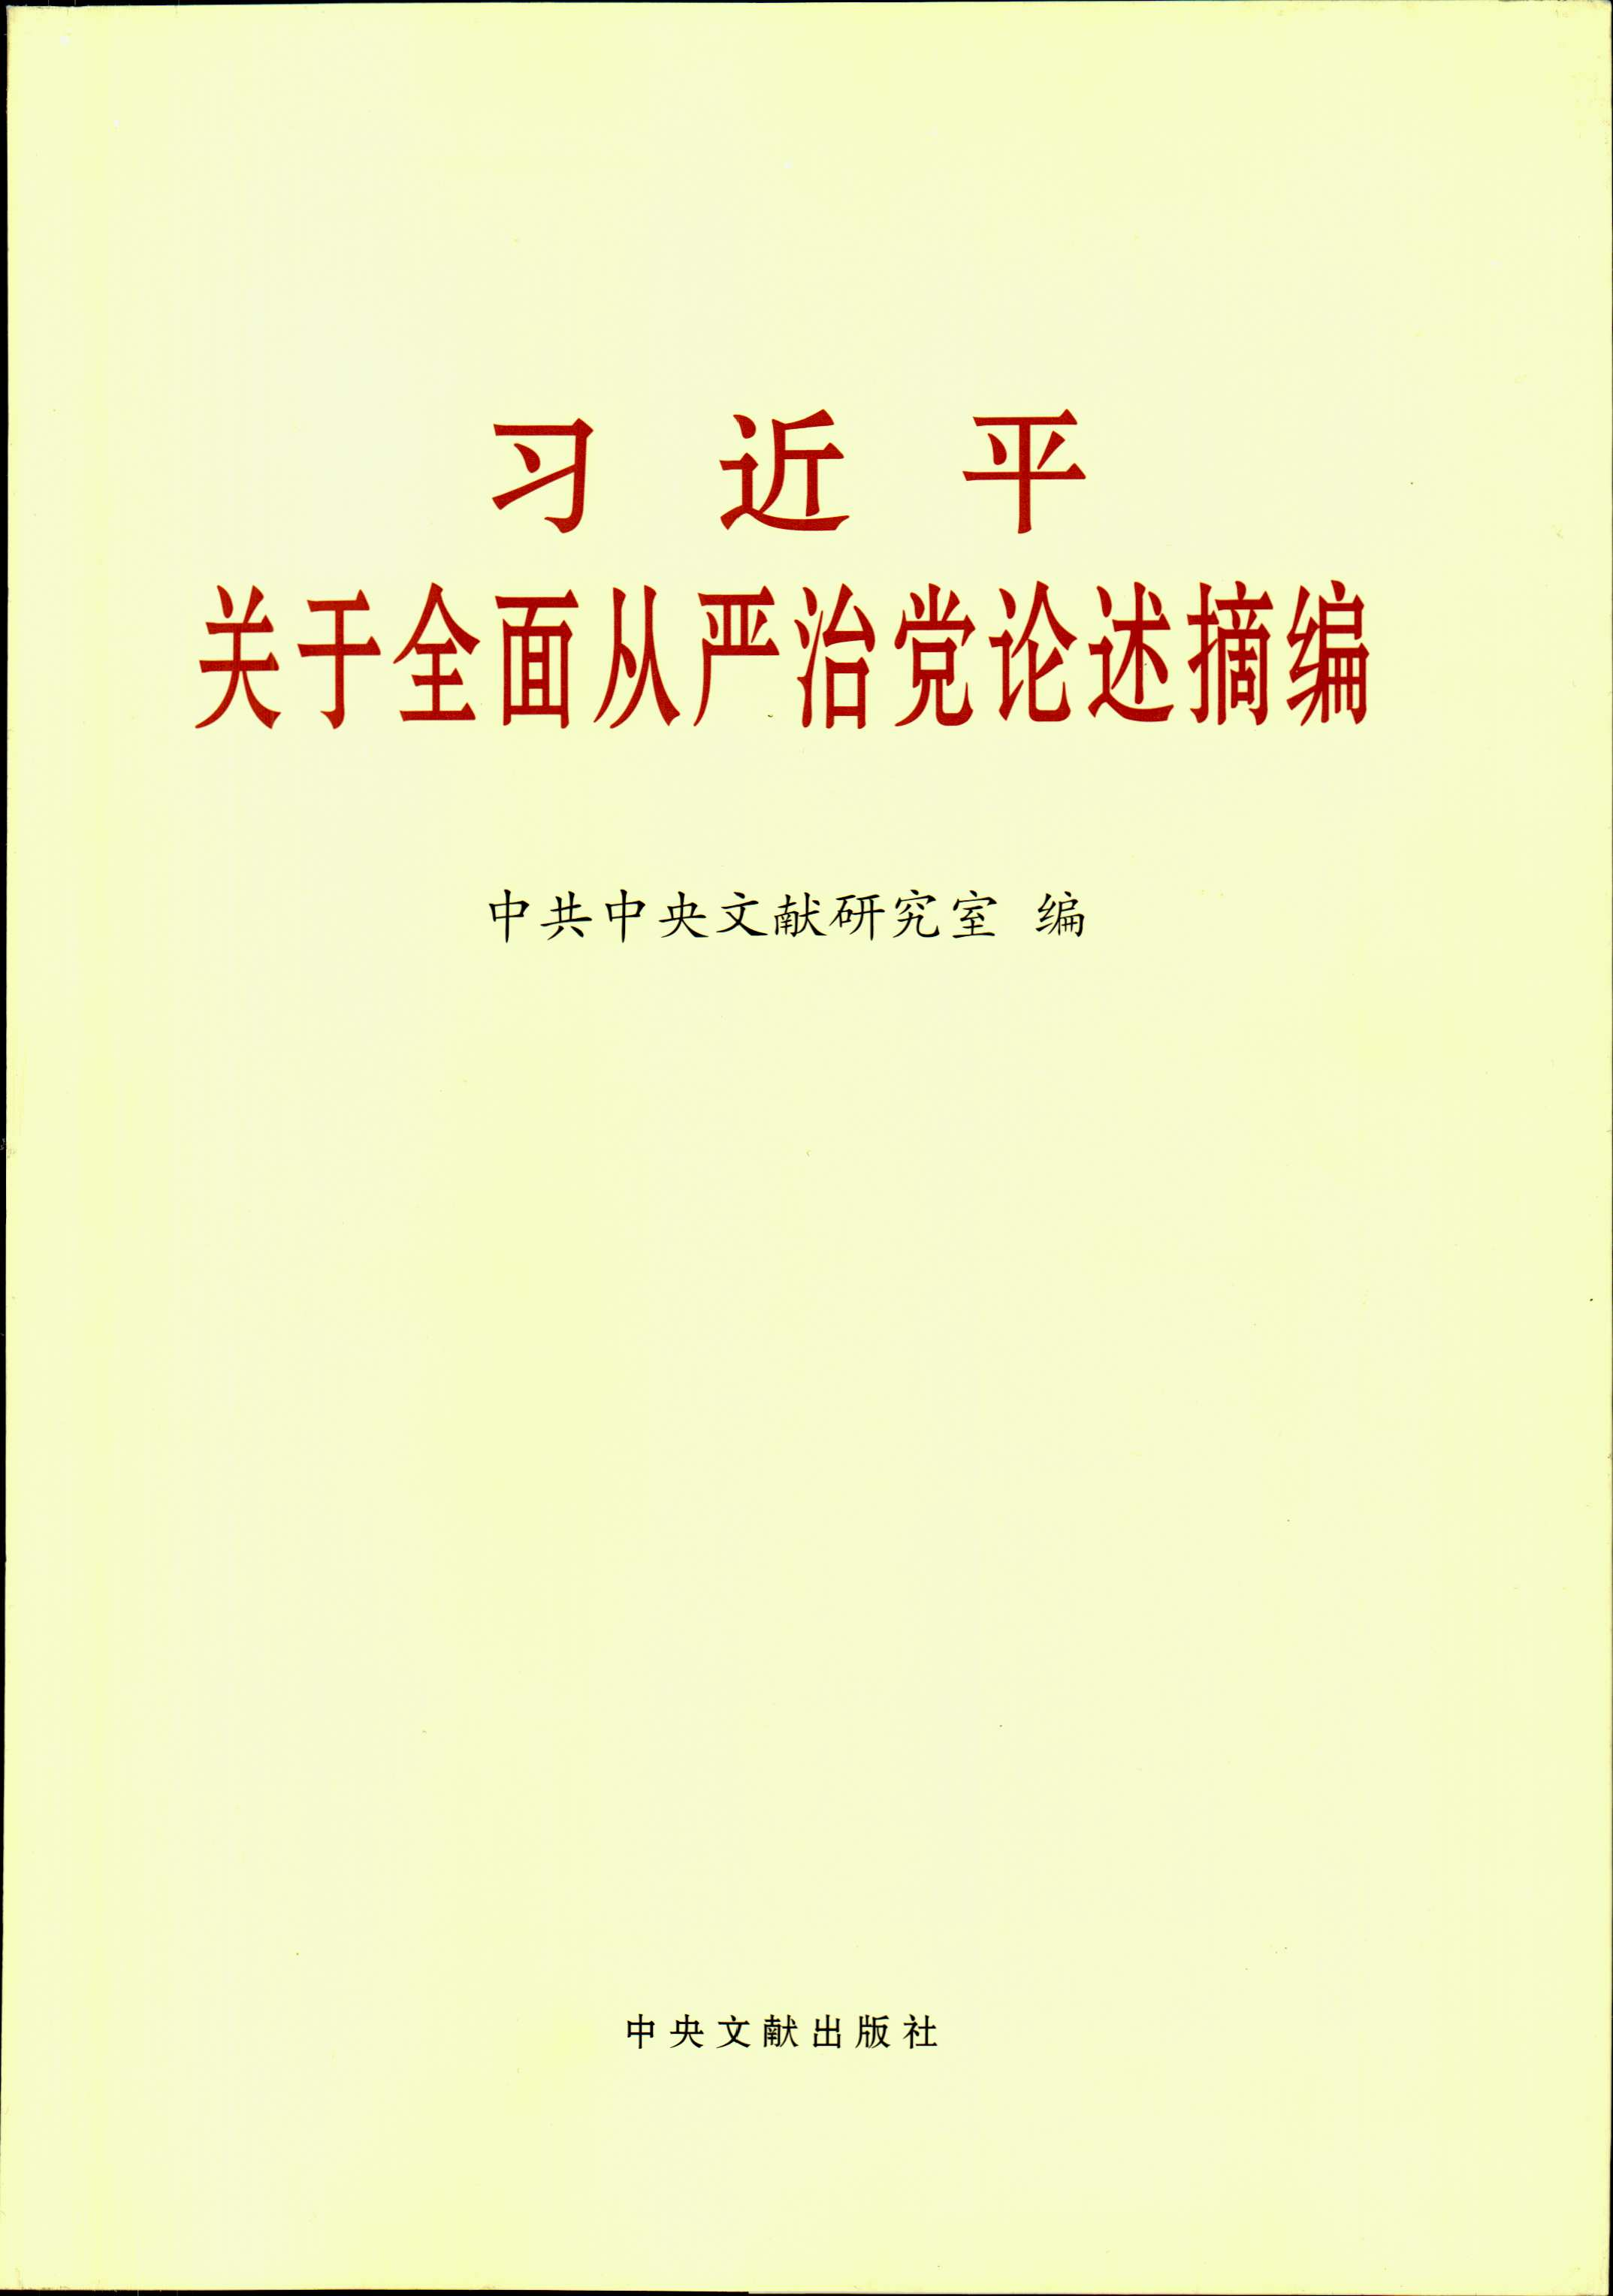 习近平
关于全面从严治党论述摘编
中共中央文献研究室 编
中央文献出版社